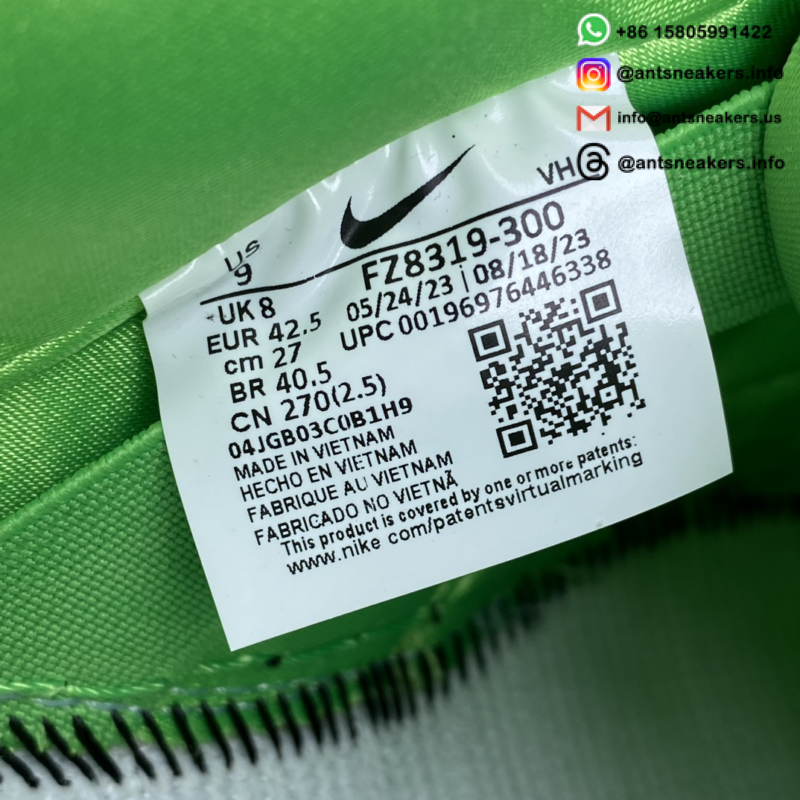 +86 15805991422
@antsneakers.info
info@antsneakers.us
@antsneakers.info
VH
US
9
UK 8
EUR 42.5
cm 27
BR 40.5
CN 270(2.5)
FZ8319-300
05/24/23 | 08/18/23
UPC 00196976446338
04JGB03C0B1H9
MADE IN VIETNAM
HECHO EN VIETNAM
FABRIQUE AU VIETNAM
FABRICADO NO VIETNÃ
This product is covered by one or more patents:
www.nike com/patentsvirtualmarking